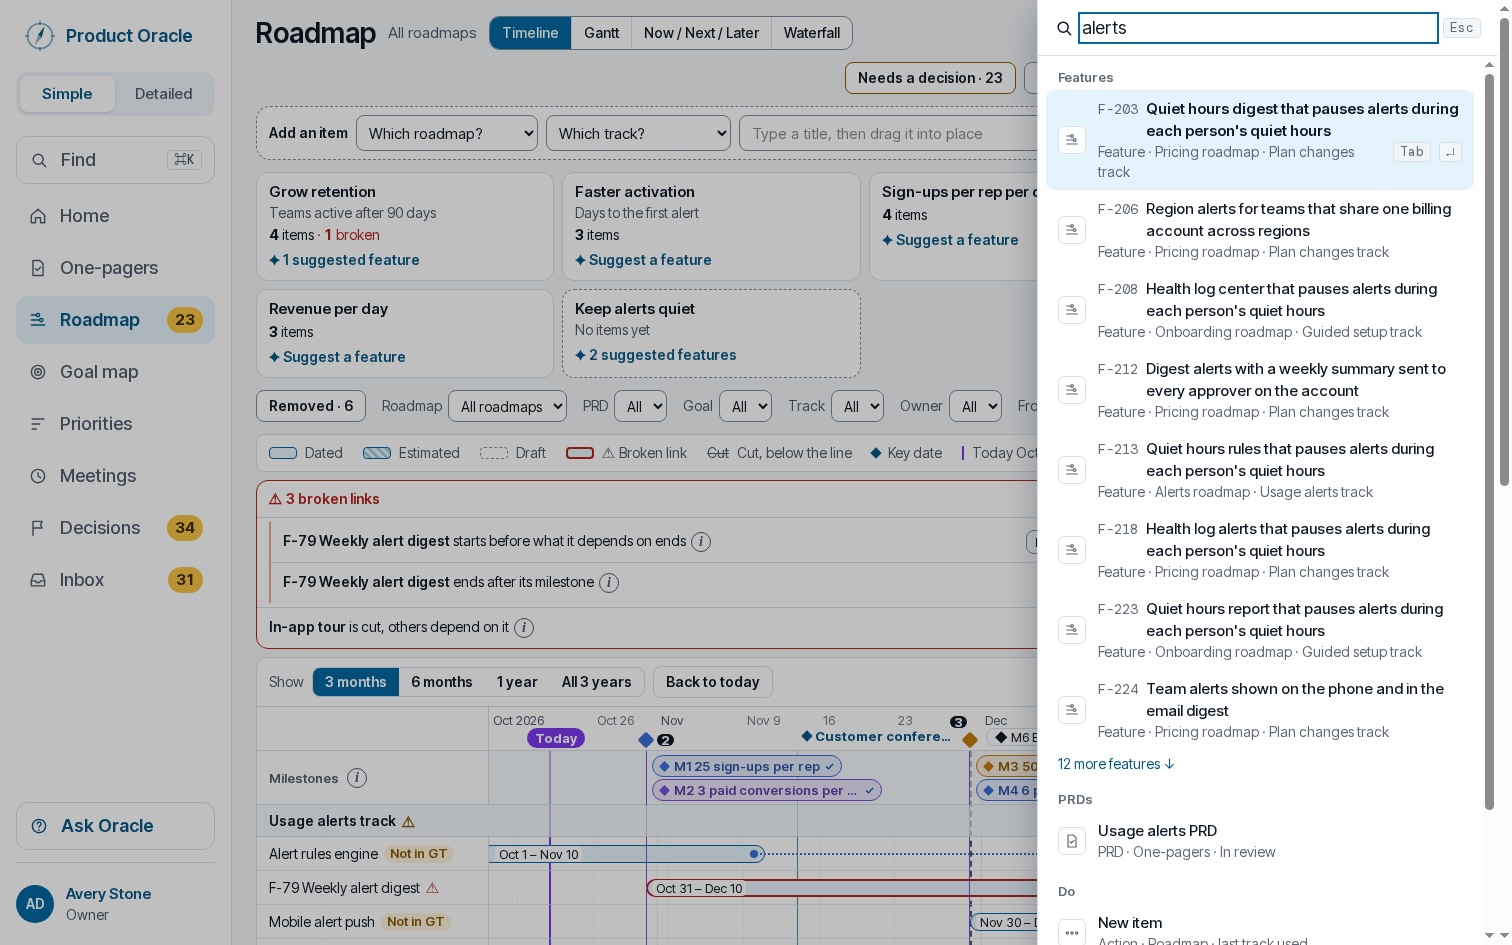 Product Oracle
Simple
Detailed
Find
⌘K
Home
One-pagers
Roadmap
23
Goal map
Priorities
Meetings
Decisions
34
Inbox
31
Ask Oracle
AD
Avery Stone
Owner
Roadmap
All roadmaps
Timeline
Gantt
Now / Next / Later
Waterfall
Needs a decision · 23
Add an item
Which roadmap?
Which track?
Type a title, then drag it into place
Grow retention
Teams active after 90 days
4 items · 1 broken
✦ 1 suggested feature
Faster activation
Days to the first alert
3 items
✦ Suggest a feature
Sign-ups per rep per
4 items
✦ Suggest a feature
Revenue per day
3 items
✦ Suggest a feature
Keep alerts quiet
No items yet
✦ 2 suggested features
Removed · 6
Roadmap
All roadmaps
PRD
All
Goal
All
Track
All
Owner
All
Dated
Estimated
Draft
⚠ Broken link
Cut
Cut, below the line
Key date
Today Oct
⚠ 3 broken links
F-79 Weekly alert digest starts before what it depends on ends i
F-79 Weekly alert digest ends after its milestone i
In-app tour is cut, others depend on it i
Show
3 months
6 months
1 year
All 3 years
Back to today
Oct 2026
Oct 26
Nov
Nov 9
16
23
3
Dec
Today
2
Customer confere…
M6
Milestones i
M1 25 sign-ups per rep ✓
M3 50
M2 3 paid conversions per … ✓
M4 6
Usage alerts track ⚠
Alert rules engine
Not in GT
Oct 1 – Nov 10
F-79 Weekly alert digest ⚠
Oct 31 – Dec 10
Mobile alert push
Not in GT
Nov 30 –
alerts
Esc
Features
F-203 Quiet hours digest that pauses alerts during
each person's quiet hours
Feature · Pricing roadmap · Plan changes
track
Tab
↵
F-206 Region alerts for teams that share one billing
account across regions
Feature · Pricing roadmap · Plan changes track
F-208 Health log center that pauses alerts during
each person's quiet hours
Feature · Onboarding roadmap · Guided setup track
F-212 Digest alerts with a weekly summary sent to
every approver on the account
Feature · Pricing roadmap · Plan changes track
F-213 Quiet hours rules that pauses alerts during
each person's quiet hours
Feature · Alerts roadmap · Usage alerts track
F-218 Health log alerts that pauses alerts during
each person's quiet hours
Feature · Pricing roadmap · Plan changes track
F-223 Quiet hours report that pauses alerts during
each person's quiet hours
Feature · Onboarding roadmap · Guided setup track
F-224 Team alerts shown on the phone and in the
email digest
Feature · Pricing roadmap · Plan changes track
12 more features ↓
PRDs
Usage alerts PRD
PRD · One-pagers · In review
Do
New item
Action · Roadmap · last track used